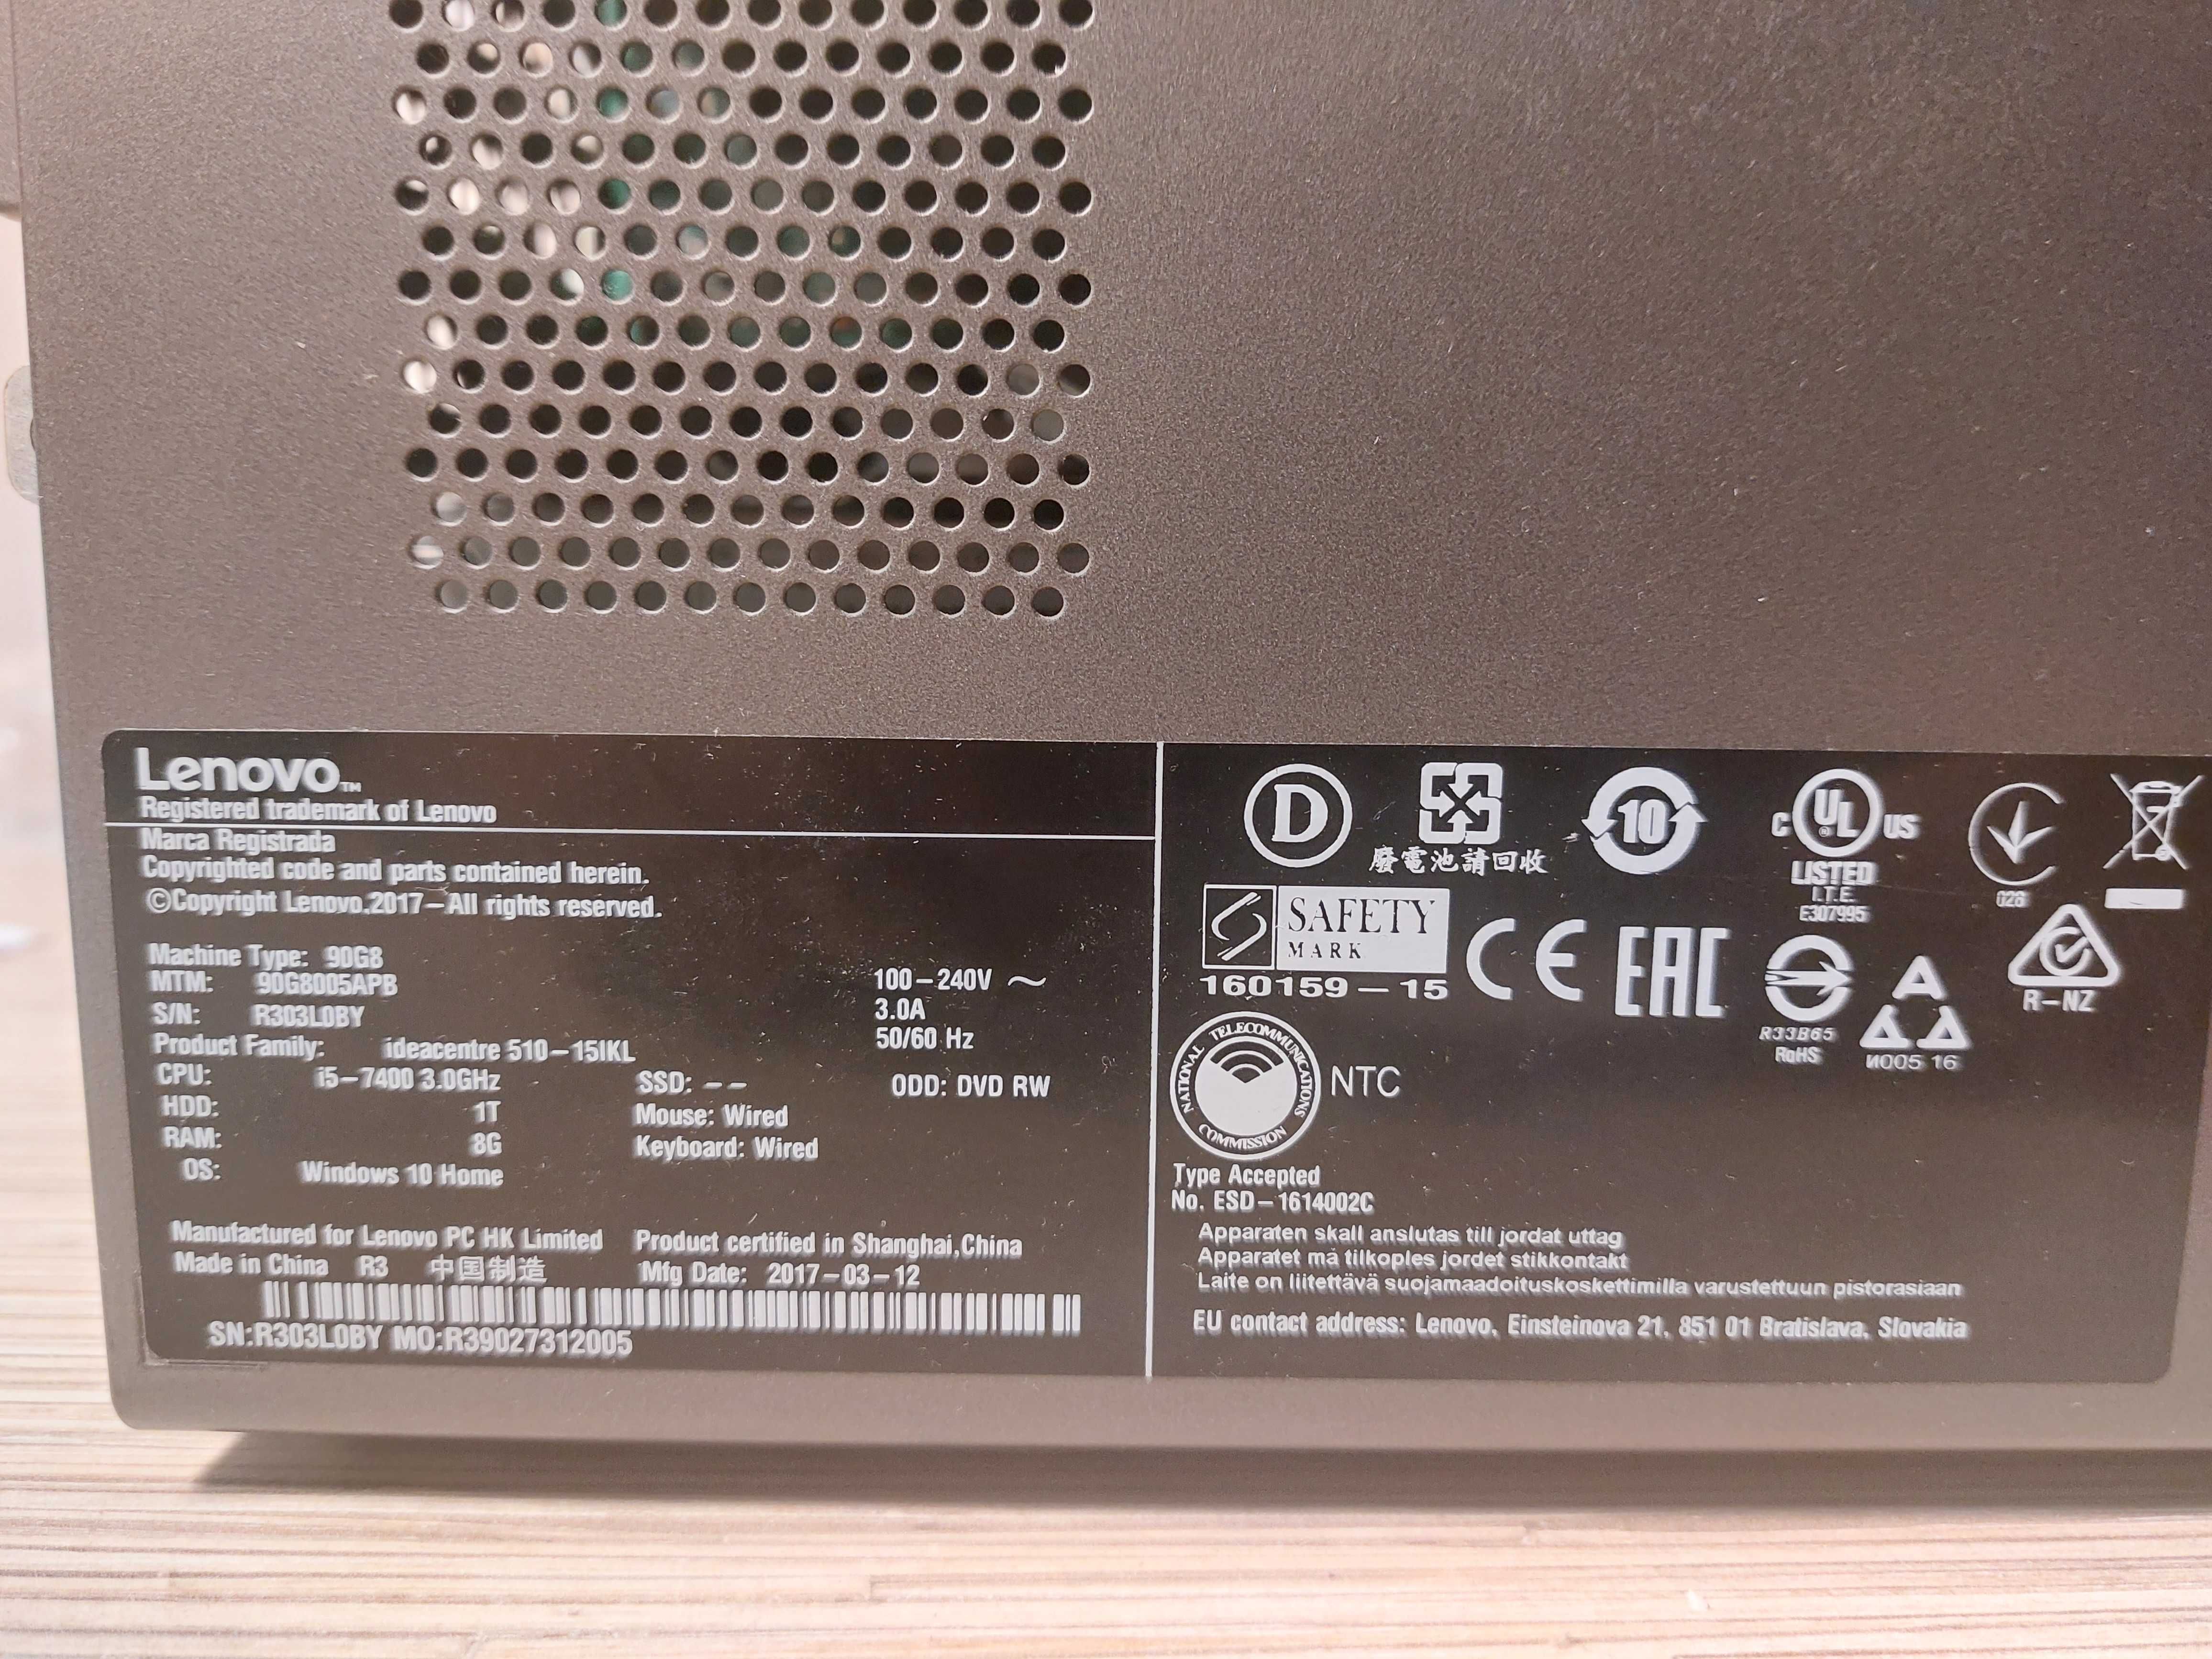 Lenovo™
Registered trademark of Lenovo
Marca Registrada
Copyrighted code and parts contained herein.
©Copyright Lenovo.2017–All rights reserved.
Machine Type: 90G8
MTM: 90G8005APB
S/N: R303L0BY
Product Family: ideacentre 510–15IKL
CPU: i5–7400 3.0GHz
HDD: 1T
RAM: 8G
OS: Windows 10 Home
100–240V ~
3.0A
50/60 Hz
SSD: – –
ODD: DVD RW
Mouse: Wired
Keyboard: Wired
Manufactured for Lenovo PC HK Limited
Made in China R3 中国制造
Product certified in Shanghai,China
Mfg Date: 2017–03–12
SN:R303L0BY MO:R39027312005
D
廢電池請回收
10
C UL ® US
LISTED
I.T.E.
E307995
028
SAFETY
MARK
160159–15
CE
EAC
R33B65
RoHS
И005 16
R–NZ
NATIONAL TELECOMMUNICATIONS
COMMISSION
NTC
Type Accepted
No. ESD–1614002C
Apparaten skall anslutas till jordat uttag
Apparatet må tilkoples jordet stikkontakt
Laite on liitettävä suojamaadoituskoskettimilla varustettuun pistorasiaan
EU contact address: Lenovo, Einsteinova 21, 851 01 Bratislava, Slovakia